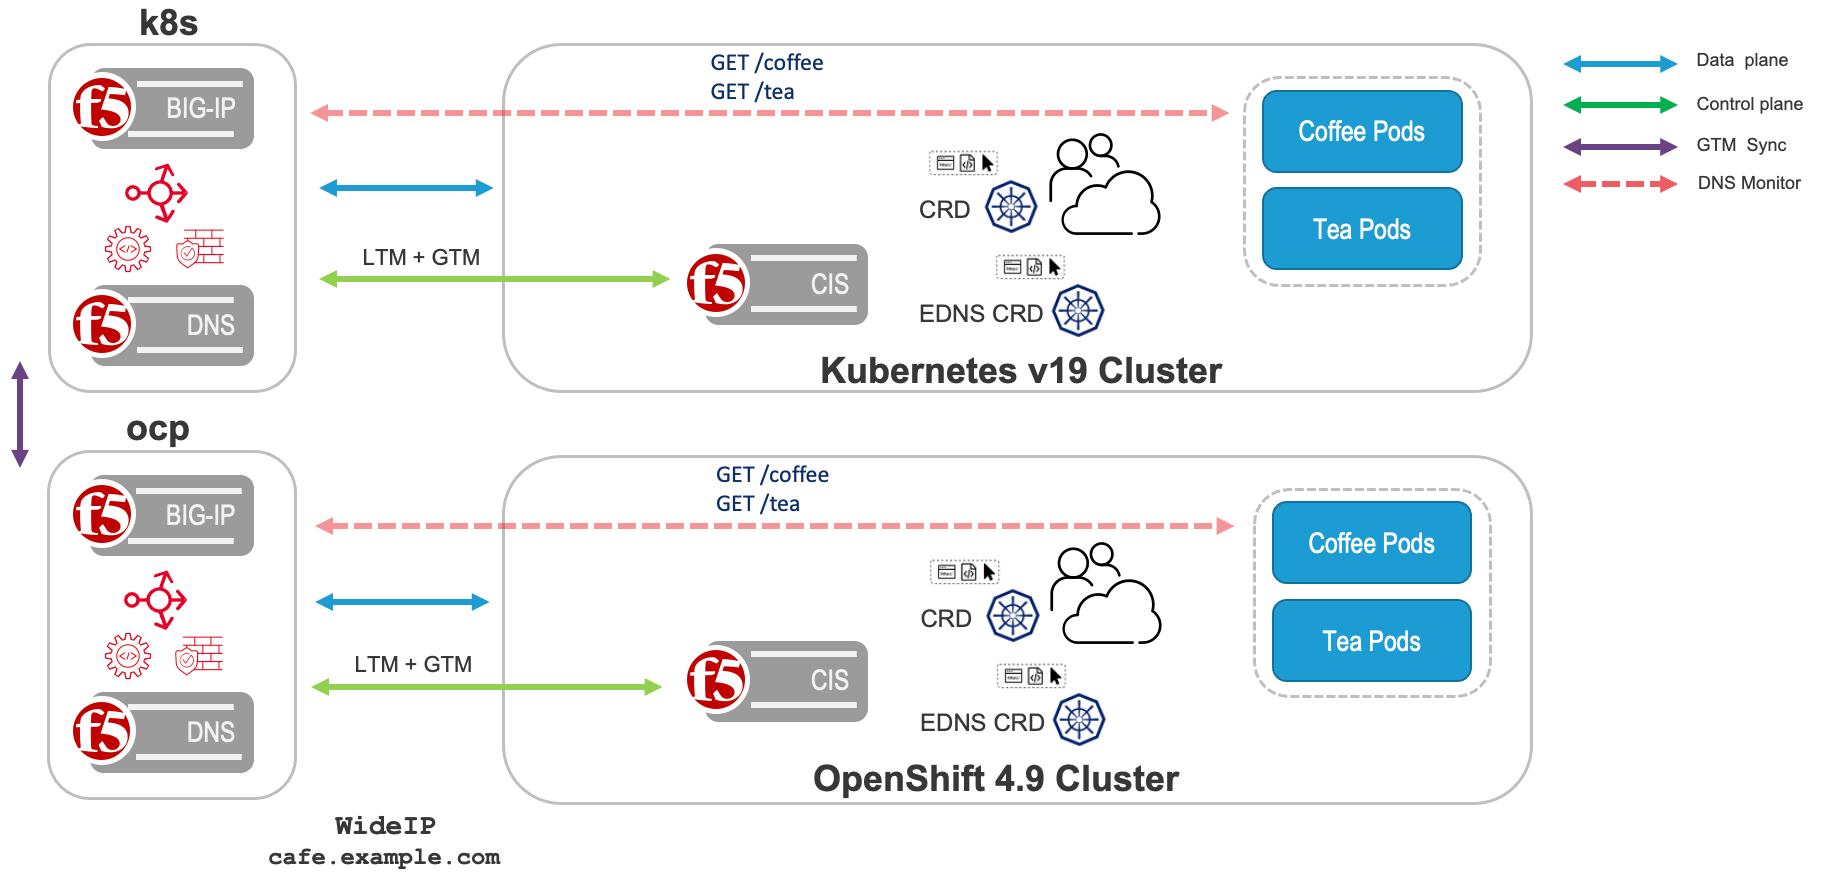 k8s
f5
BIG-IP
f5
DNS
GET /coffee
GET /tea
LTM + GTM
f5
CIS
CRD
EDNS CRD
Coffee Pods
Tea Pods
Kubernetes v19 Cluster
Data plane
Control plane
GTM Sync
DNS Monitor
ocp
f5
BIG-IP
f5
DNS
GET /coffee
GET /tea
LTM + GTM
f5
CIS
CRD
EDNS CRD
Coffee Pods
Tea Pods
OpenShift 4.9 Cluster
WideIP
cafe.example.com